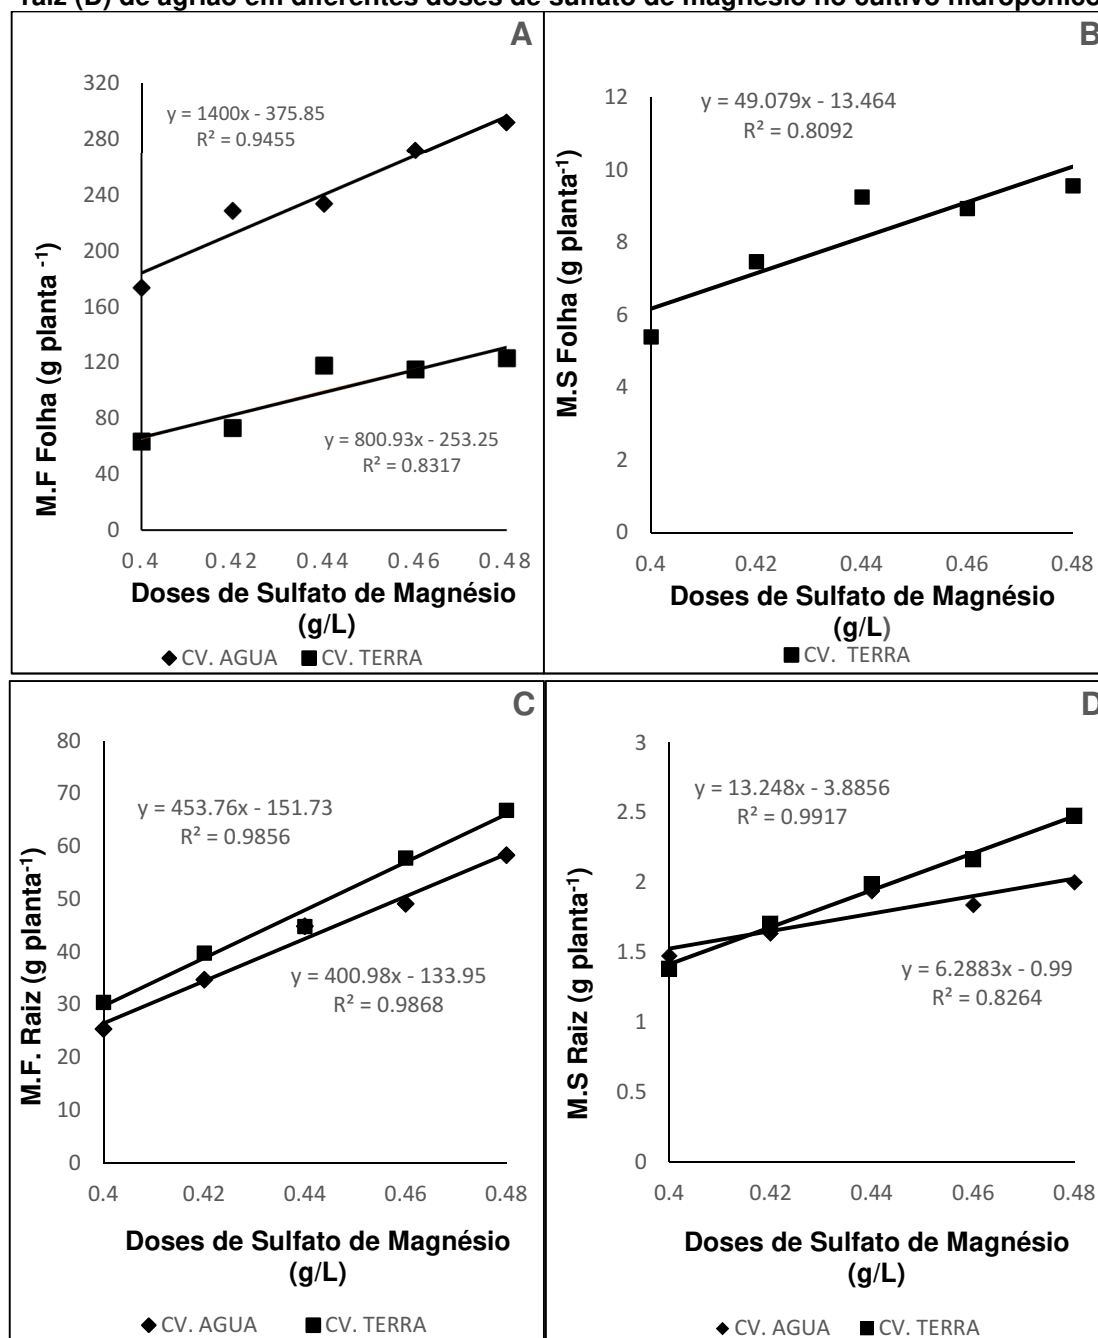 raiz (D) de agrião em diferentes doses de sulfato de magnésio no cultivo hidropônico
A
320
280
240
200
160
120
80
40
0
y = 1400x - 375.85
R² = 0.9455
y = 800.93x - 253.25
R² = 0.8317
M.F Folha (g planta -1)
0.4 0.42 0.44 0.46 0.48
Doses de Sulfato de Magnésio
(g/L)
CV. AGUA CV. TERRA
B
12
10
8
6
4
2
0
y = 49.079x - 13.464
R² = 0.8092
M.S Folha (g planta-1)
0.4 0.42 0.44 0.46 0.48
Doses de Sulfato de Magnésio
(g/L)
CV. TERRA
C
80
70
60
50
40
30
20
10
0
y = 453.76x - 151.73
R² = 0.9856
y = 400.98x - 133.95
R² = 0.9868
M.F. Raiz (g planta-1)
0.4 0.42 0.44 0.46 0.48
Doses de Sulfato de Magnésio
(g/L)
CV. AGUA CV. TERRA
D
3
2.5
2
1.5
1
0.5
0
y = 13.248x - 3.8856
R² = 0.9917
y = 6.2883x - 0.99
R² = 0.8264
M.S Raiz (g planta-1)
0.4 0.42 0.44 0.46 0.48
Doses de Sulfato de Magnésio
(g/L)
CV. AGUA CV. TERRA